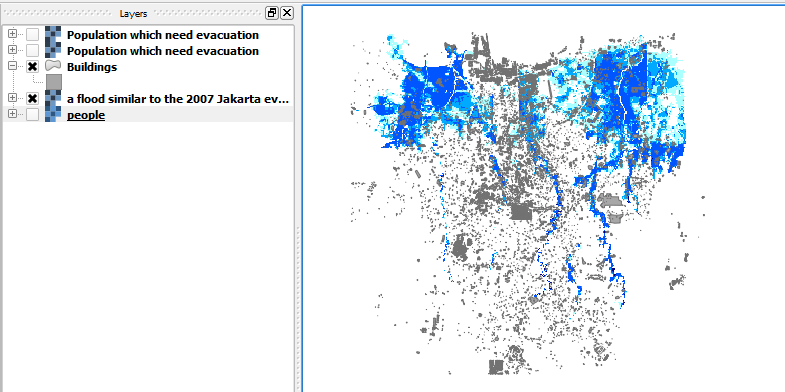 Layers
Population which need evacuation
Population which need evacuation
Buildings
a flood similar to the 2007 Jakarta ev...
people